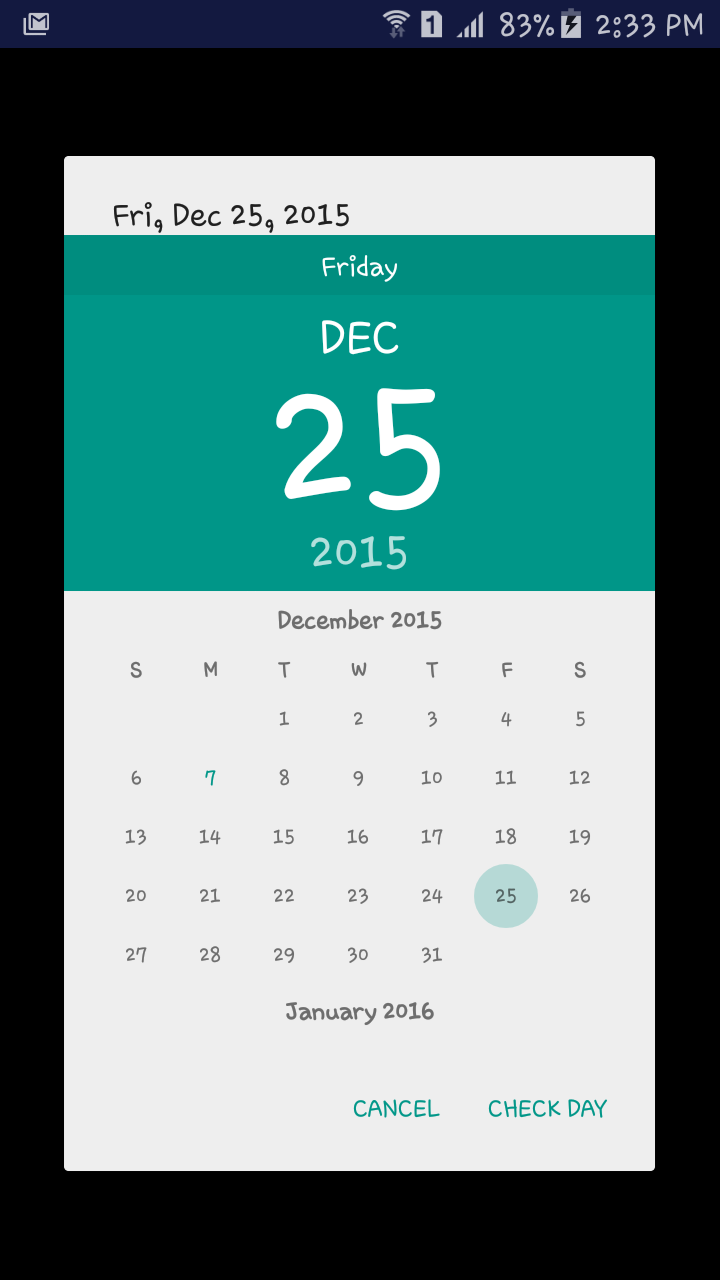 1 83% 2:33 PM
Fri, Dec 25, 2015
Friday
DEC
25
2015
December 2015
S M T W T F S
1 2 3 4 5
6 7 8 9 10 11 12
13 14 15 16 17 18 19
20 21 22 23 24 25 26
27 28 29 30 31
January 2016
CANCEL CHECK DAY